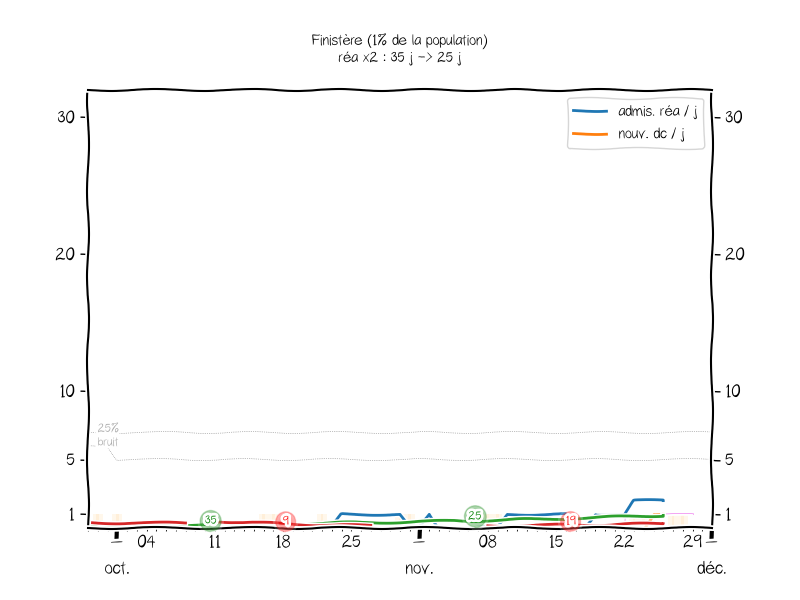 Finistère (1% de la population)
réa x2 : 35 j -> 25 j
admis. réa / j
nouv. dc / j
30
30
20
20
10
10
25%
bruit
5
5
1
1
35
9
25
19
04
11
18
25
08
15
22
29
oct.
nov.
déc.